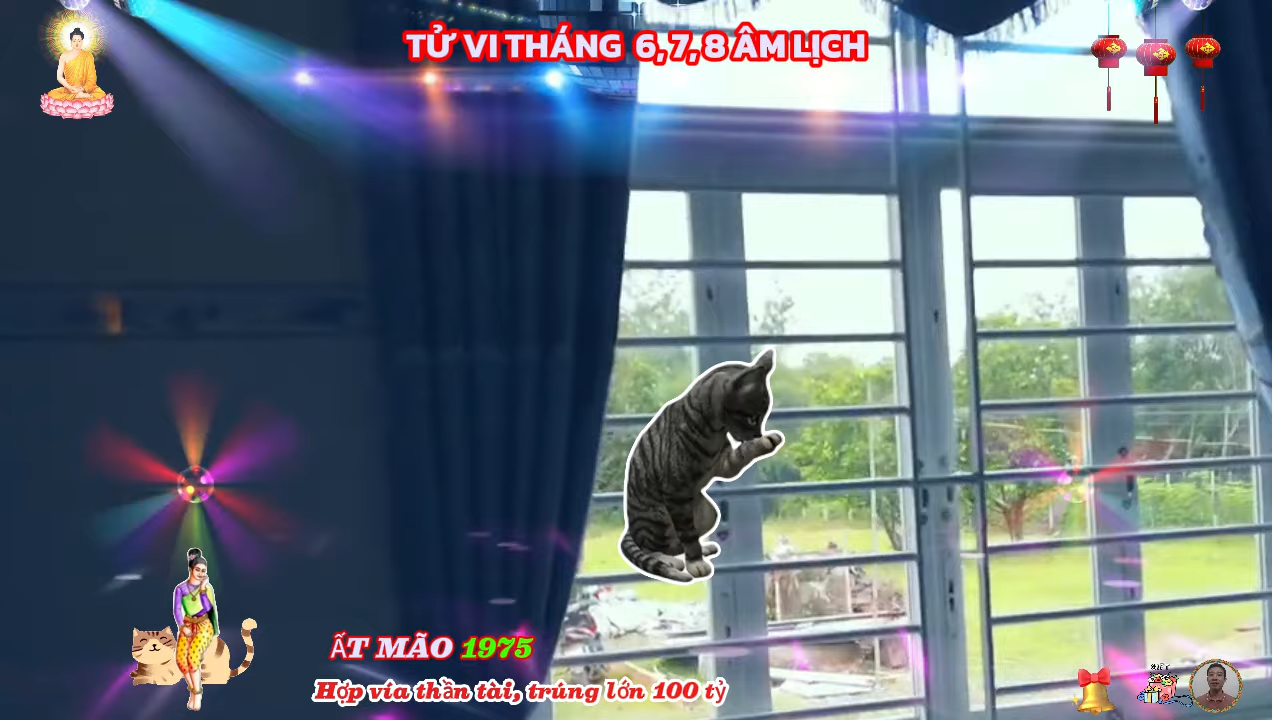 TỬ VI THÁNG 6, 7, 8 ÂM LỊCH
ẤT MÃO 1975
Hợp vía thần tài, trúng lớn 100 tỷ